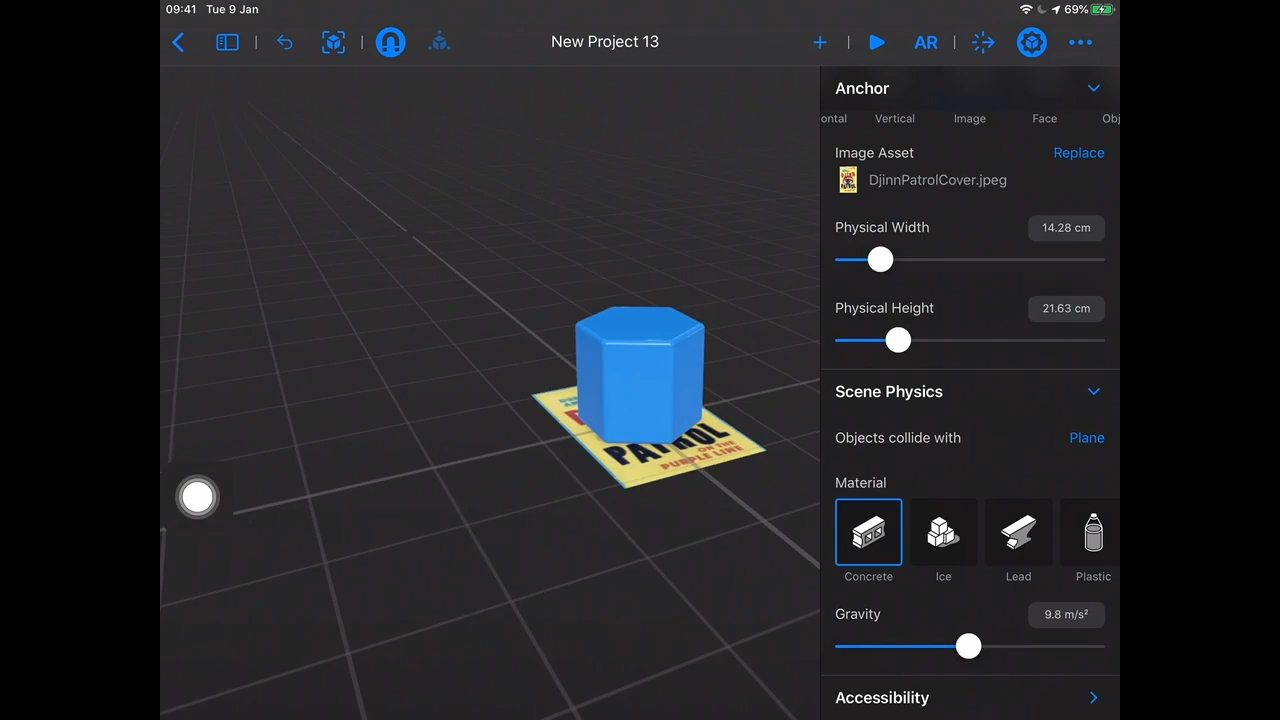 09:41 Tue 9 Jan
69%
New Project 13
AR
Anchor
ontal Vertical Image Face Obj
Image Asset Replace
DjinnPatrolCover.jpeg
Physical Width 14.28 cm
Physical Height 21.63 cm
Scene Physics
Objects collide with Plane
Material
Concrete Ice Lead Plastic
Gravity 9.8 m/s²
Accessibility
PATROL
ON THE
PURPLE LINE